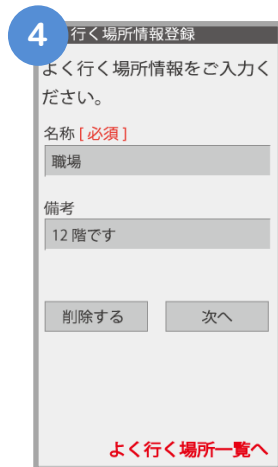 4
行く場所情報登録
よく行く場所情報をご入力く
ださい。
名称 [ 必須 ]
職場
備考
12 階です
削除する
次へ
よく行く場所一覧へ